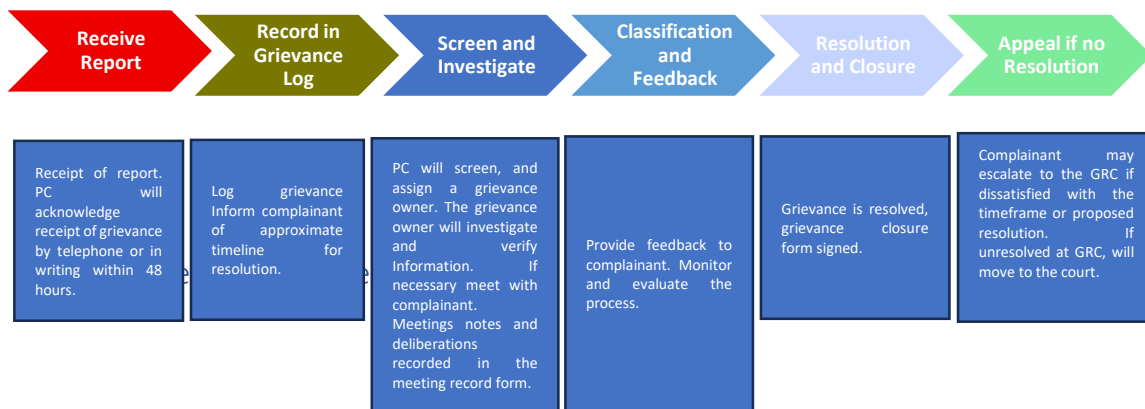 Receive
Report
Record in
Grievance
Log
Screen and
Investigate
Classification
and
Feedback
Resolution
and Closure
Appeal if no
Resolution
Receipt of report.
PC will
acknowledge
receipt of grievance
by telephone or in
writing within 48
hours.
Log grievance
Inform complainant
of approximate
timeline for
resolution.
PC will screen, and
assign a grievance
owner. The grievance
owner will investigate
and verify
Information. If
necessary meet with
complainant.
Meetings notes and
deliberations
recorded in the
meeting record form.
Provide feedback to
complainant. Monitor
and evaluate the
process.
Grievance is resolved,
grievance closure
form signed.
Complainant may
escalate to the GRC if
dissatisfied with the
timeframe or proposed
resolution. If
unresolved at GRC, will
move to the court.